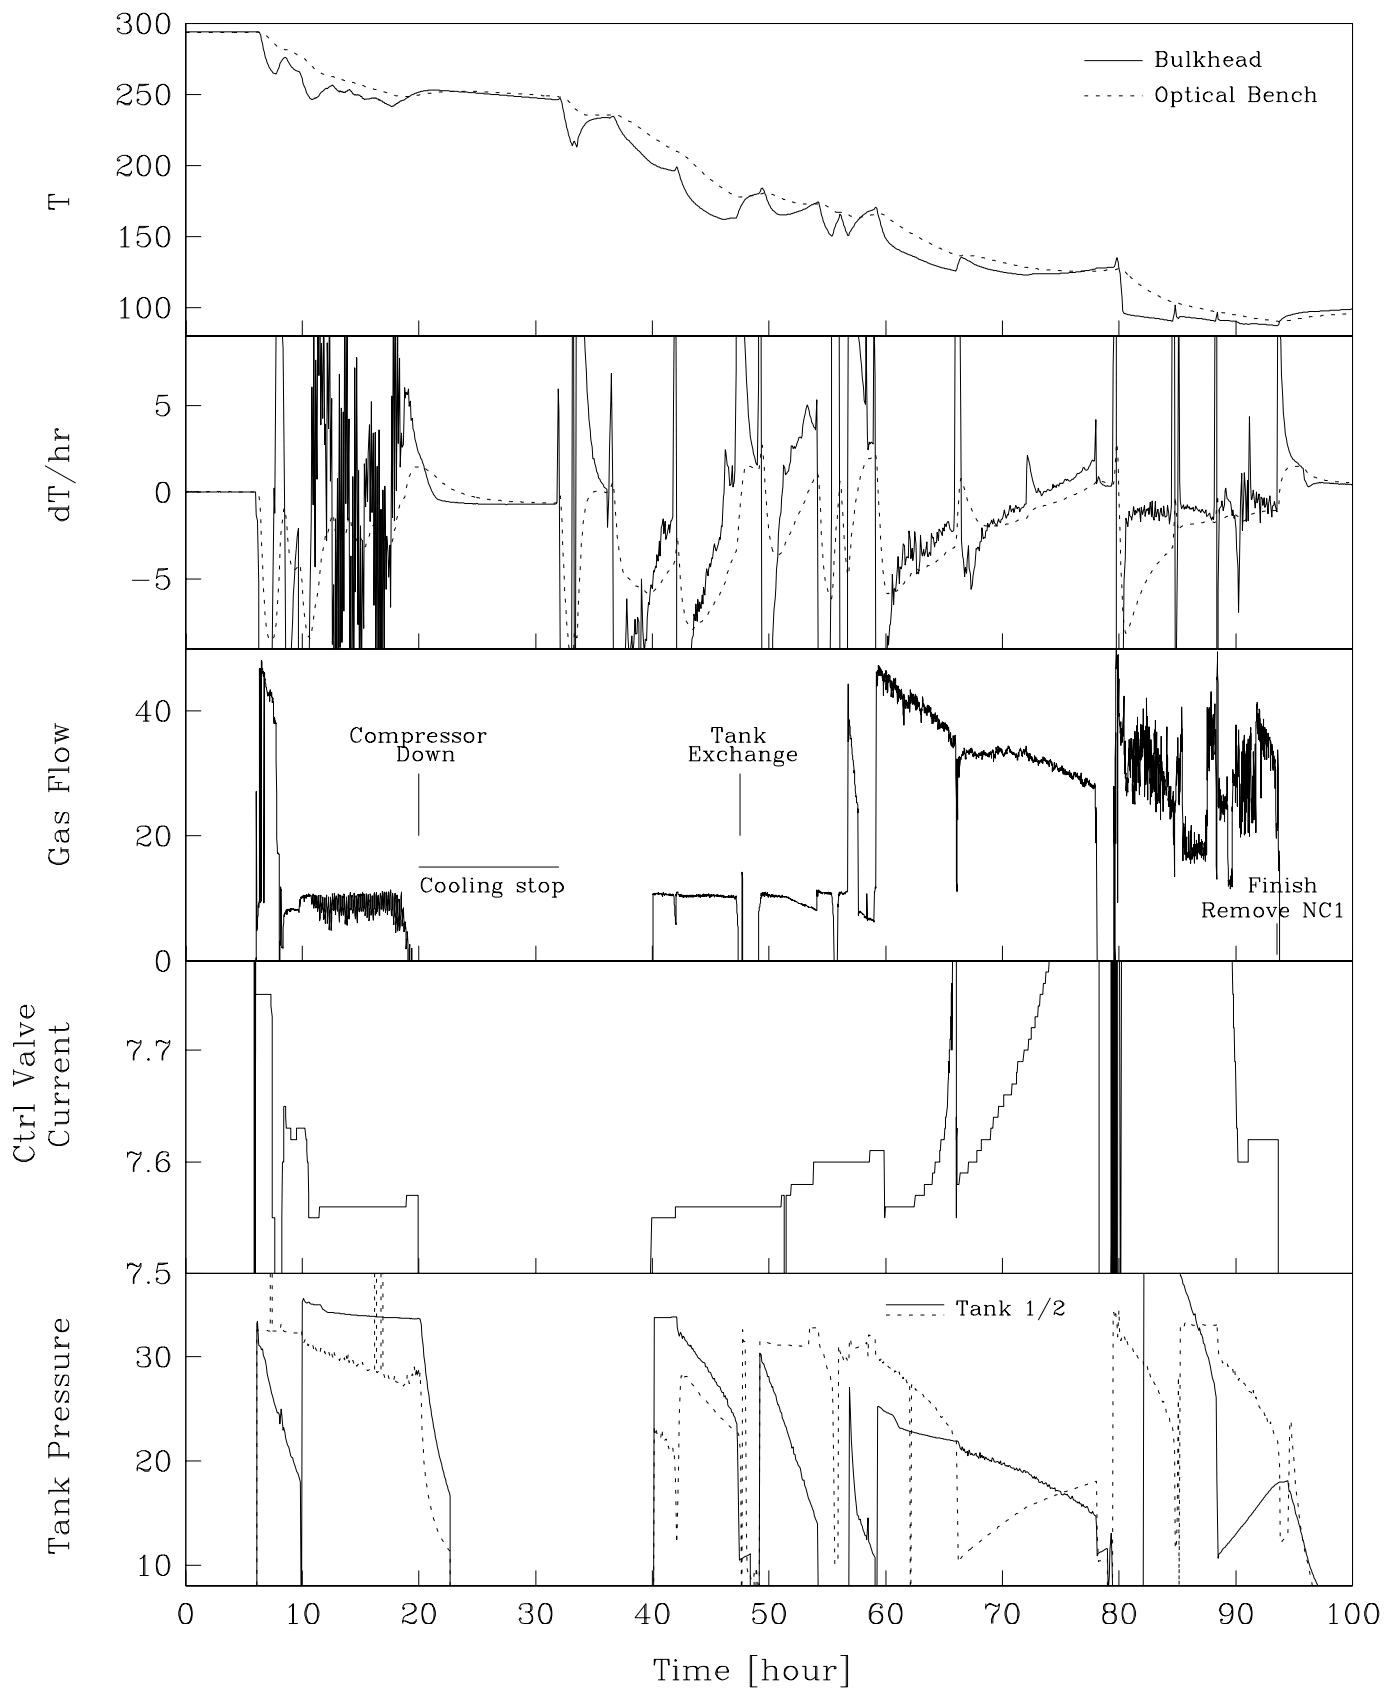 300
250
200
150
100
T
Bulkhead
Optical Bench
5
0
−5
dT/hr
40
20
0
Gas Flow
Compressor
Down
Cooling stop
Tank
Exchange
Finish
Remove NC1
7.7
7.6
7.5
Ctrl Valve
Current
30
20
10
Tank Pressure
Tank 1/2
0 10 20 30 40 50 60 70 80 90 100
Time [hour]